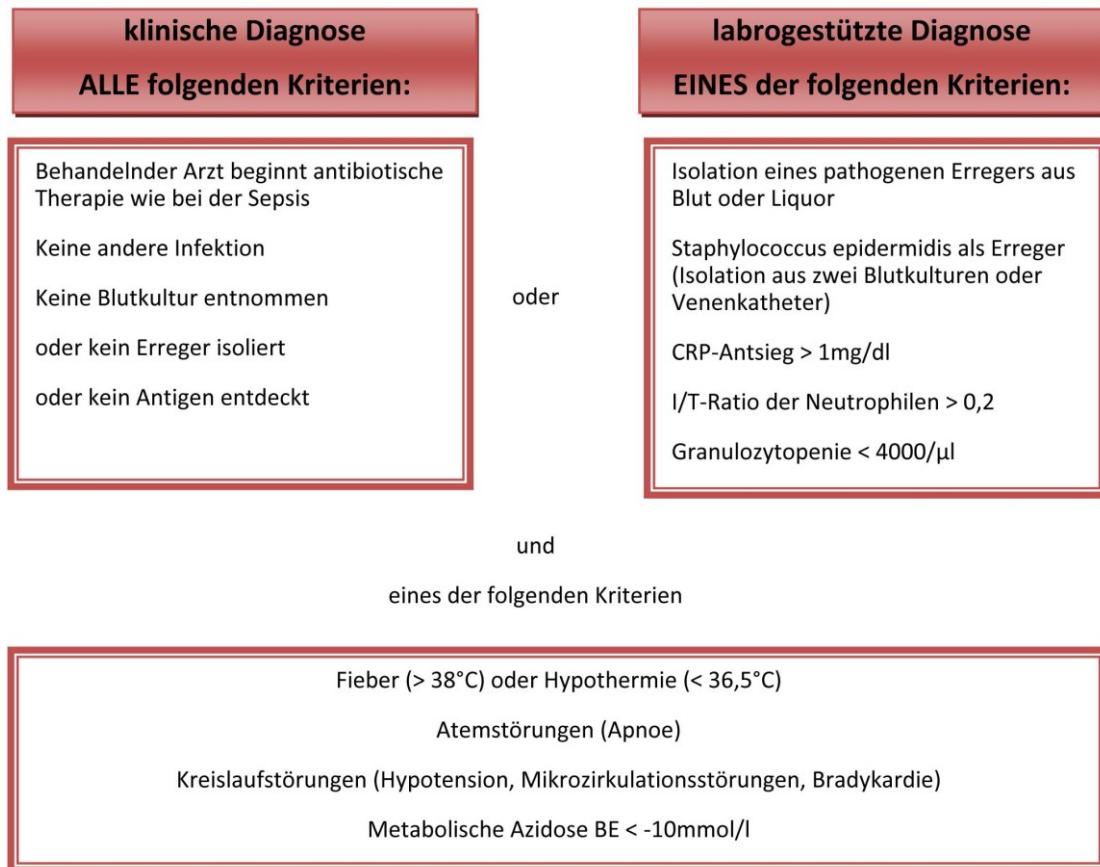 klinische Diagnose
ALLE folgenden Kriterien:
Behandelnder Arzt beginnt antibiotische
Therapie wie bei der Sepsis
Keine andere Infektion
Keine Blutkultur entnommen
oder kein Erreger isoliert
oder kein Antigen entdeckt
oder
labrogestützte Diagnose
EINES der folgenden Kriterien:
Isolation eines pathogenen Erregers aus
Blut oder Liquor
Staphylococcus epidermidis als Erreger
(Isolation aus zwei Blutkulturen oder
Venenkatheter)
CRP-Antsieg > 1mg/dl
I/T-Ratio der Neutrophilen > 0,2
Granulozytopenie < 4000/µl
und
eines der folgenden Kriterien
Fieber (> 38°C) oder Hypothermie (< 36,5°C)
Atemstörungen (Apnoe)
Kreislaufstörungen (Hypotension, Mikrozirkulationsstörungen, Bradykardie)
Metabolische Azidose BE < -10mmol/l